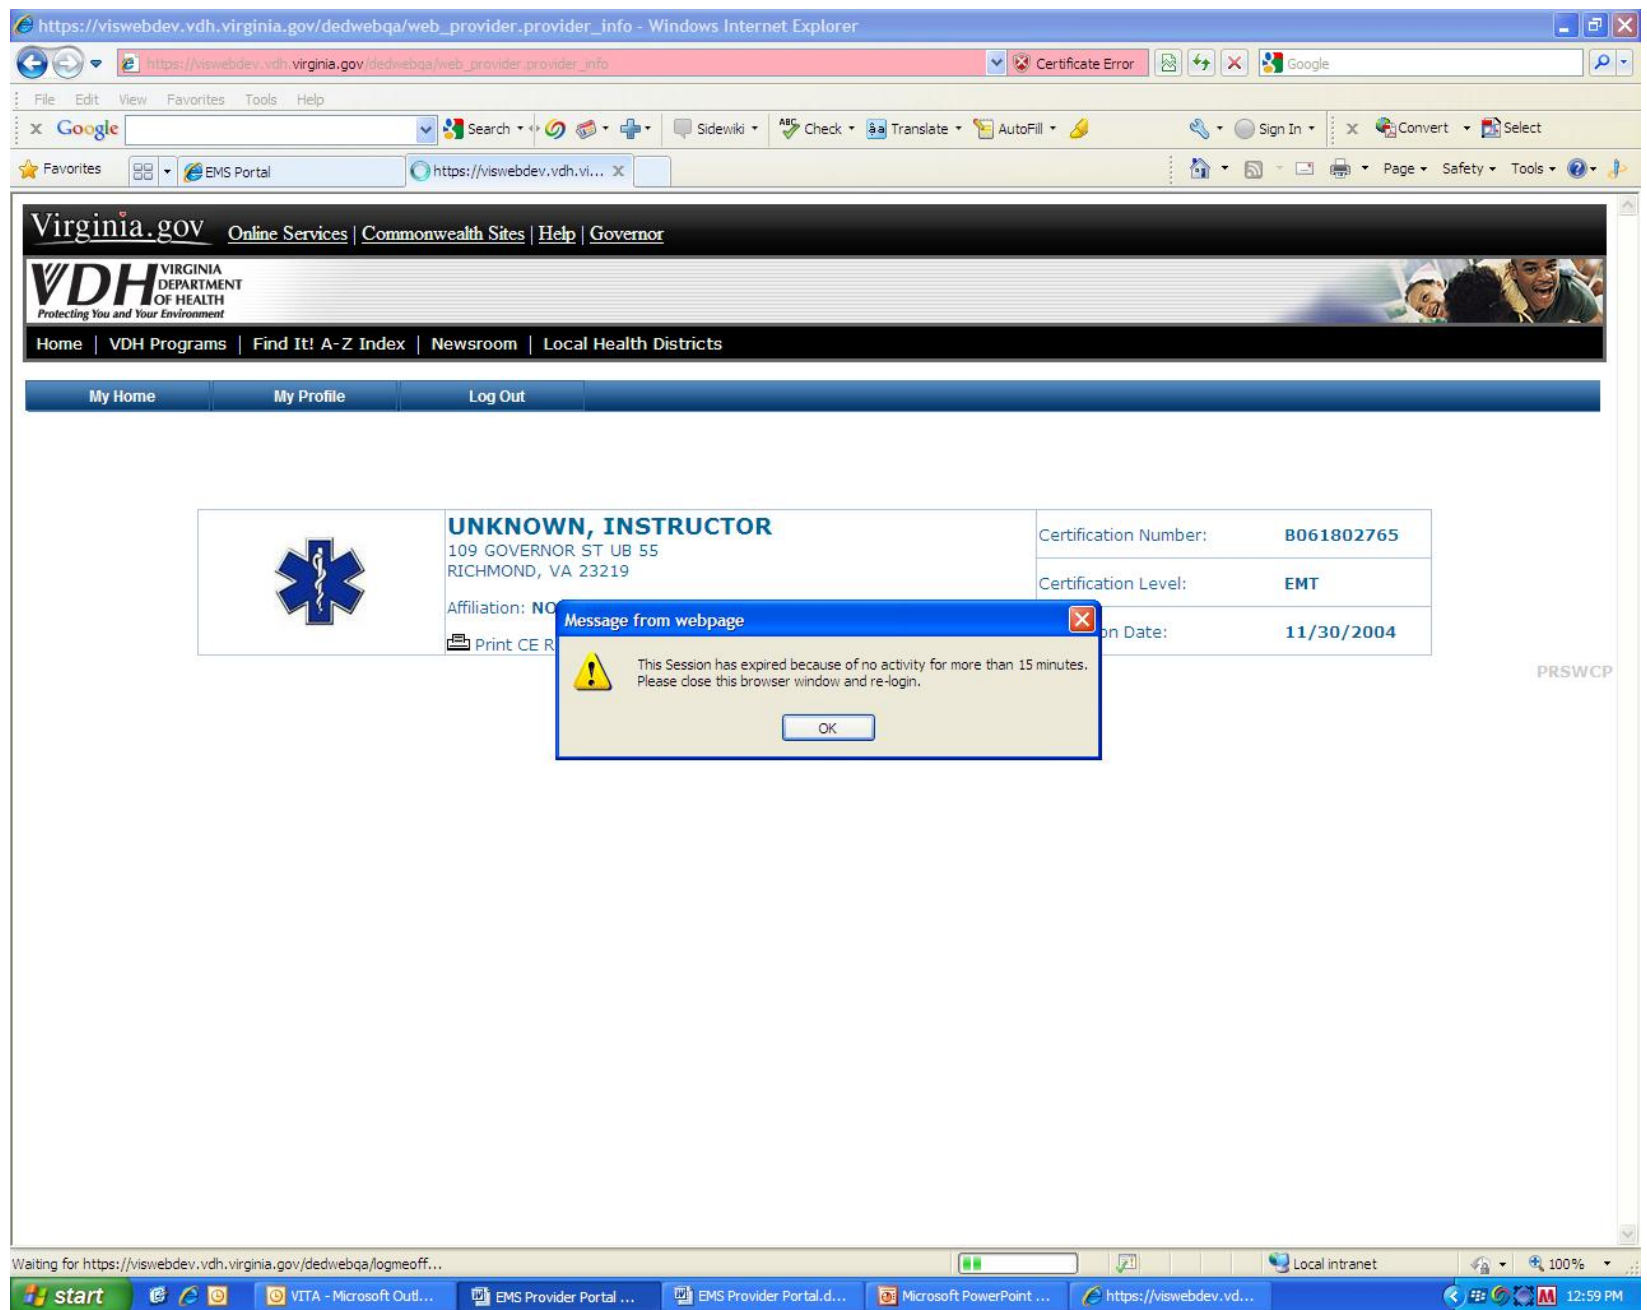 https://viswebdev.vdh.virginia.gov/dedwebqa/web_provider.provider_info - Windows Internet Explorer
https://viswebdev.vdh.virginia.gov/dedwebqa/web_provider.provider_info Certificate Error Google
File Edit View Favorites Tools Help
x Google Search Sidewiki Check Translate AutoFill Sign In x Convert Select
Favorites EMS Portal https://viswebdev.vdh.vi... X Page Safety Tools
Virginia.gov Online Services | Commonwealth Sites | Help | Governor
VDH VIRGINIA
DEPARTMENT
OF HEALTH
Protecting You and Your Environment
Home | VDH Programs | Find It! A-Z Index | Newsroom | Local Health Districts
My Home My Profile Log Out
UNKNOWN, INSTRUCTOR
109 GOVERNOR ST UB 55
RICHMOND, VA 23219
Affiliation: NO
Print CE R
Certification Number: B061802765
Certification Level: EMT
on Date: 11/30/2004
Message from webpage
This Session has expired because of no activity for more than 15 minutes.
Please close this browser window and re-login.
OK
PRSWCP
Waiting for https://viswebdev.vdh.virginia.gov/dedwebqa/logmeoff... Local intranet 100%
start VITA - Microsoft Outl... EMS Provider Portal ... EMS Provider Portal.d... Microsoft PowerPoint ... https://viswebdev.vd... 12:59 PM